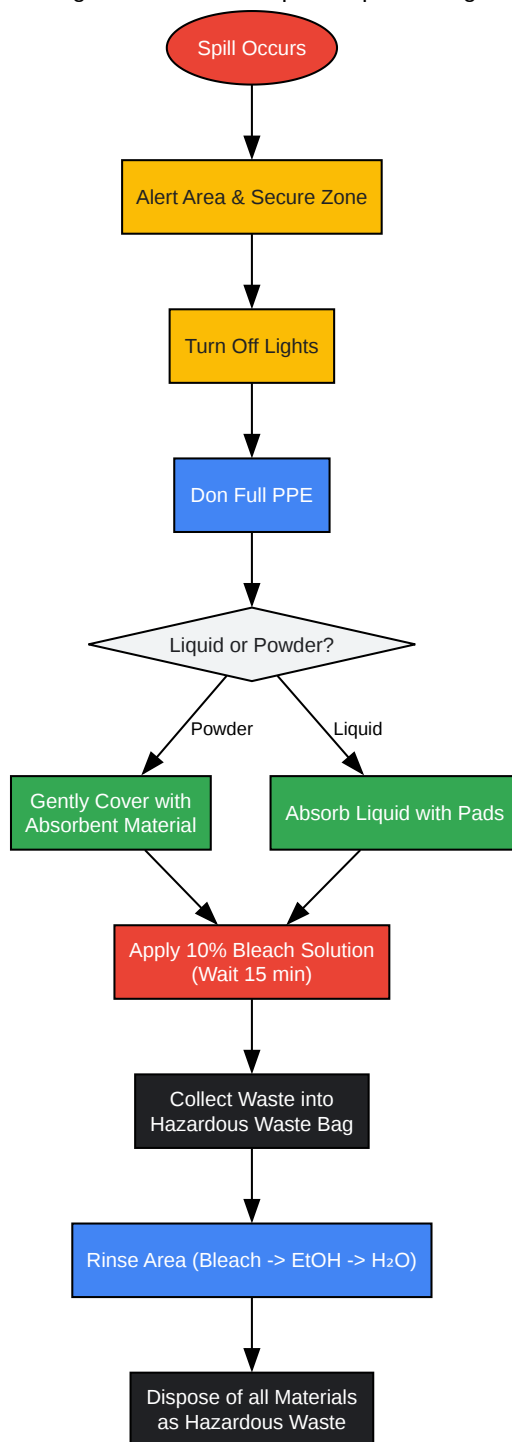 Spill Occurs
Alert Area & Secure Zone
Turn Off Lights
Don Full PPE
Liquid or Powder?
Powder
Liquid
Gently Cover with
Absorbent Material
Absorb Liquid with Pads
Apply 10% Bleach Solution
(Wait 15 min)
Collect Waste into
Hazardous Waste Bag
Rinse Area (Bleach -> EtOH -> H₂O)
Dispose of all Materials
as Hazardous Waste